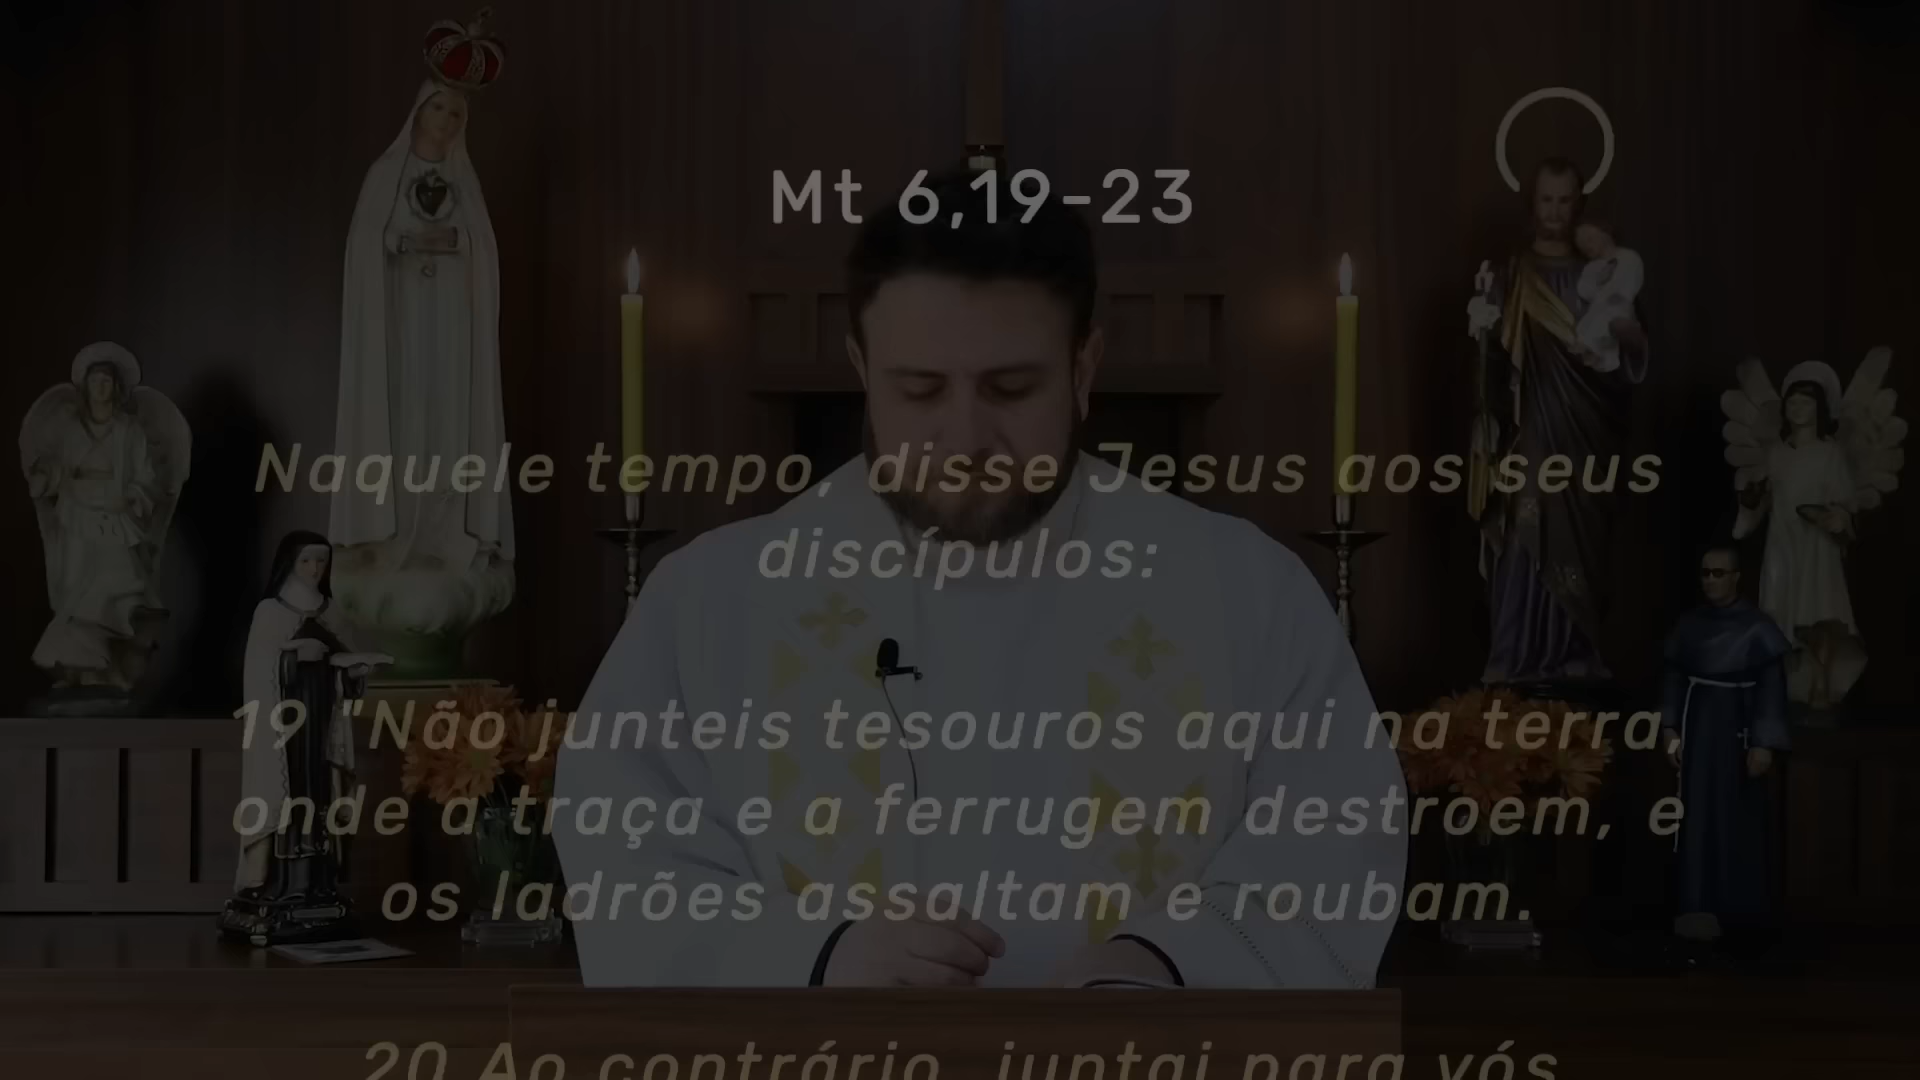 Mt 6,19-23
Naquele tempo, disse Jesus aos seus
discípulos:
19 "Não junteis tesouros aqui na terra,
onde a traça e a ferrugem destroem, e
os ladrões assaltam e roubam.
20 Ao contrário, juntai para vós